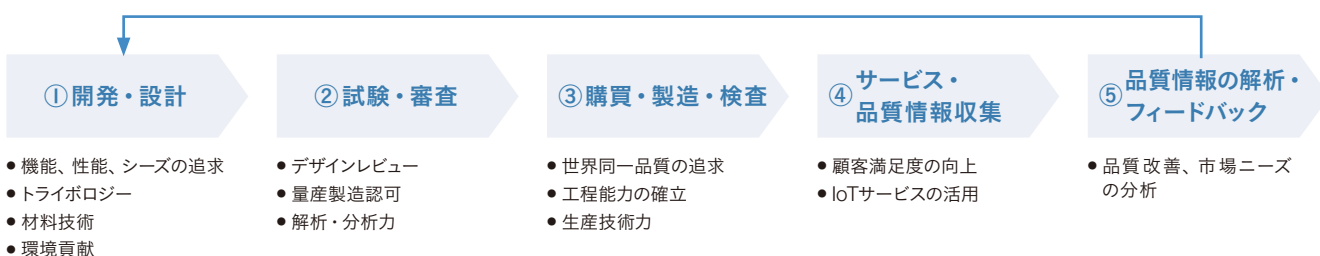 ①開発・設計
●機能、性能、シーズの追求
●トライボロジー
●材料技術
●環境貢献
②試験・審査
●デザインレビュー
●量産製造認可
●解析・分析力
③購買・製造・検査
●世界同一品質の追求
●工程能力の確立
●生産技術力
④サービス・
品質情報収集
●顧客満足度の向上
●IoTサービスの活用
⑤品質情報の解析・
フィードバック
●品質改善、市場ニーズ
の分析